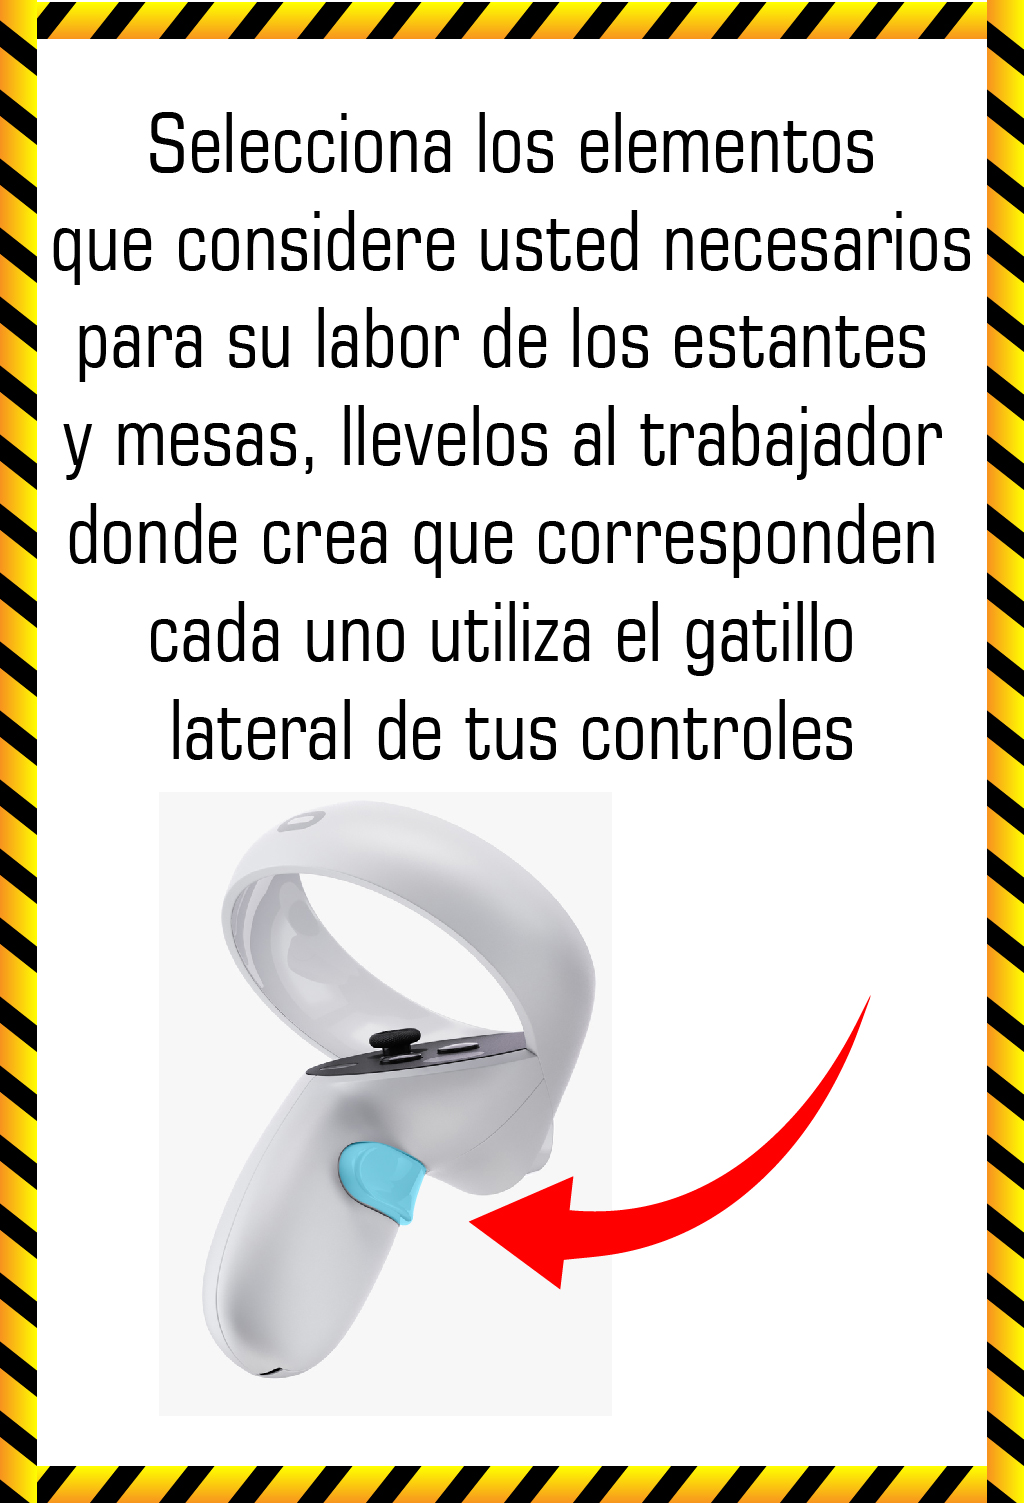 Selecciona los elementos
que considere usted necesarios
para su labor de los estantes
y mesas, llevelos al trabajador
donde crea que corresponden
cada uno utiliza el gatillo
lateral de tus controles